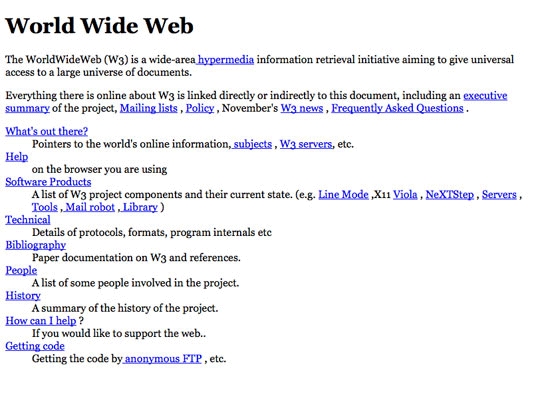 World Wide Web
The WorldWideWeb (W3) is a wide-area hypermedia information retrieval initiative aiming to give universal
access to a large universe of documents.
Everything there is online about W3 is linked directly or indirectly to this document, including an executive
summary of the project, Mailing lists , Policy , November's W3 news , Frequently Asked Questions .
What's out there?
Pointers to the world's online information, subjects , W3 servers, etc.
Help
on the browser you are using
Software Products
A list of W3 project components and their current state. (e.g. Line Mode ,X11 Viola , NeXTStep , Servers ,
Tools , Mail robot , Library )
Technical
Details of protocols, formats, program internals etc
Bibliography
Paper documentation on W3 and references.
People
A list of some people involved in the project.
History
A summary of the history of the project.
How can I help ?
If you would like to support the web..
Getting code
Getting the code by anonymous FTP , etc.